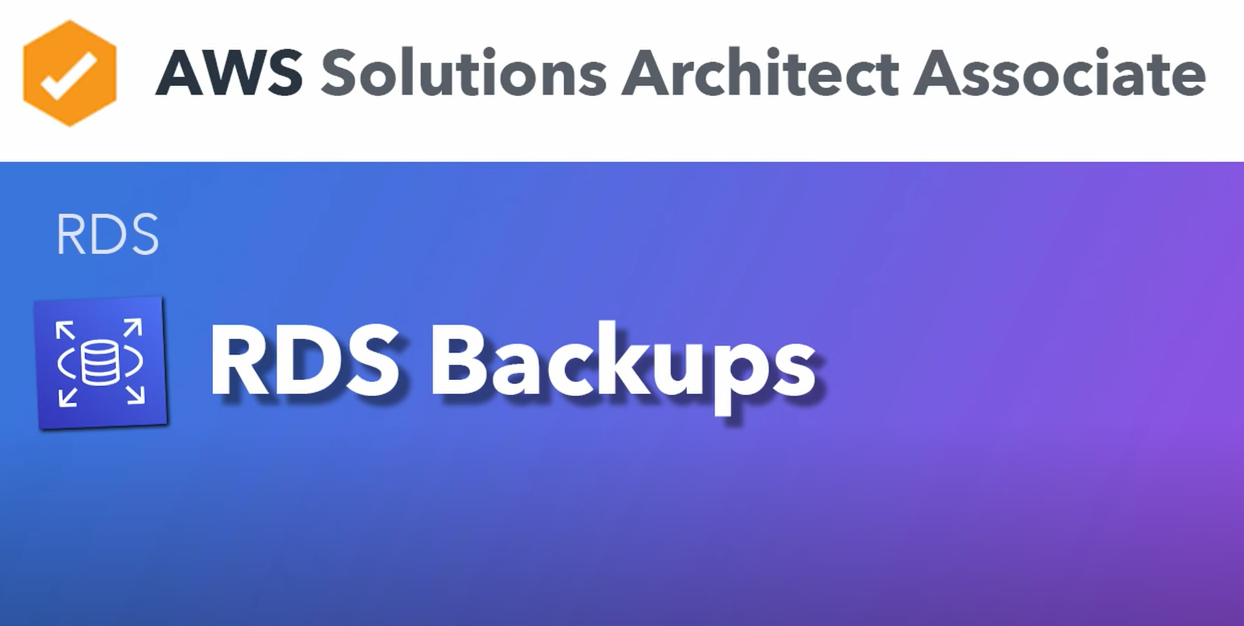 AWS Solutions Architect Associate
RDS
RDS Backups